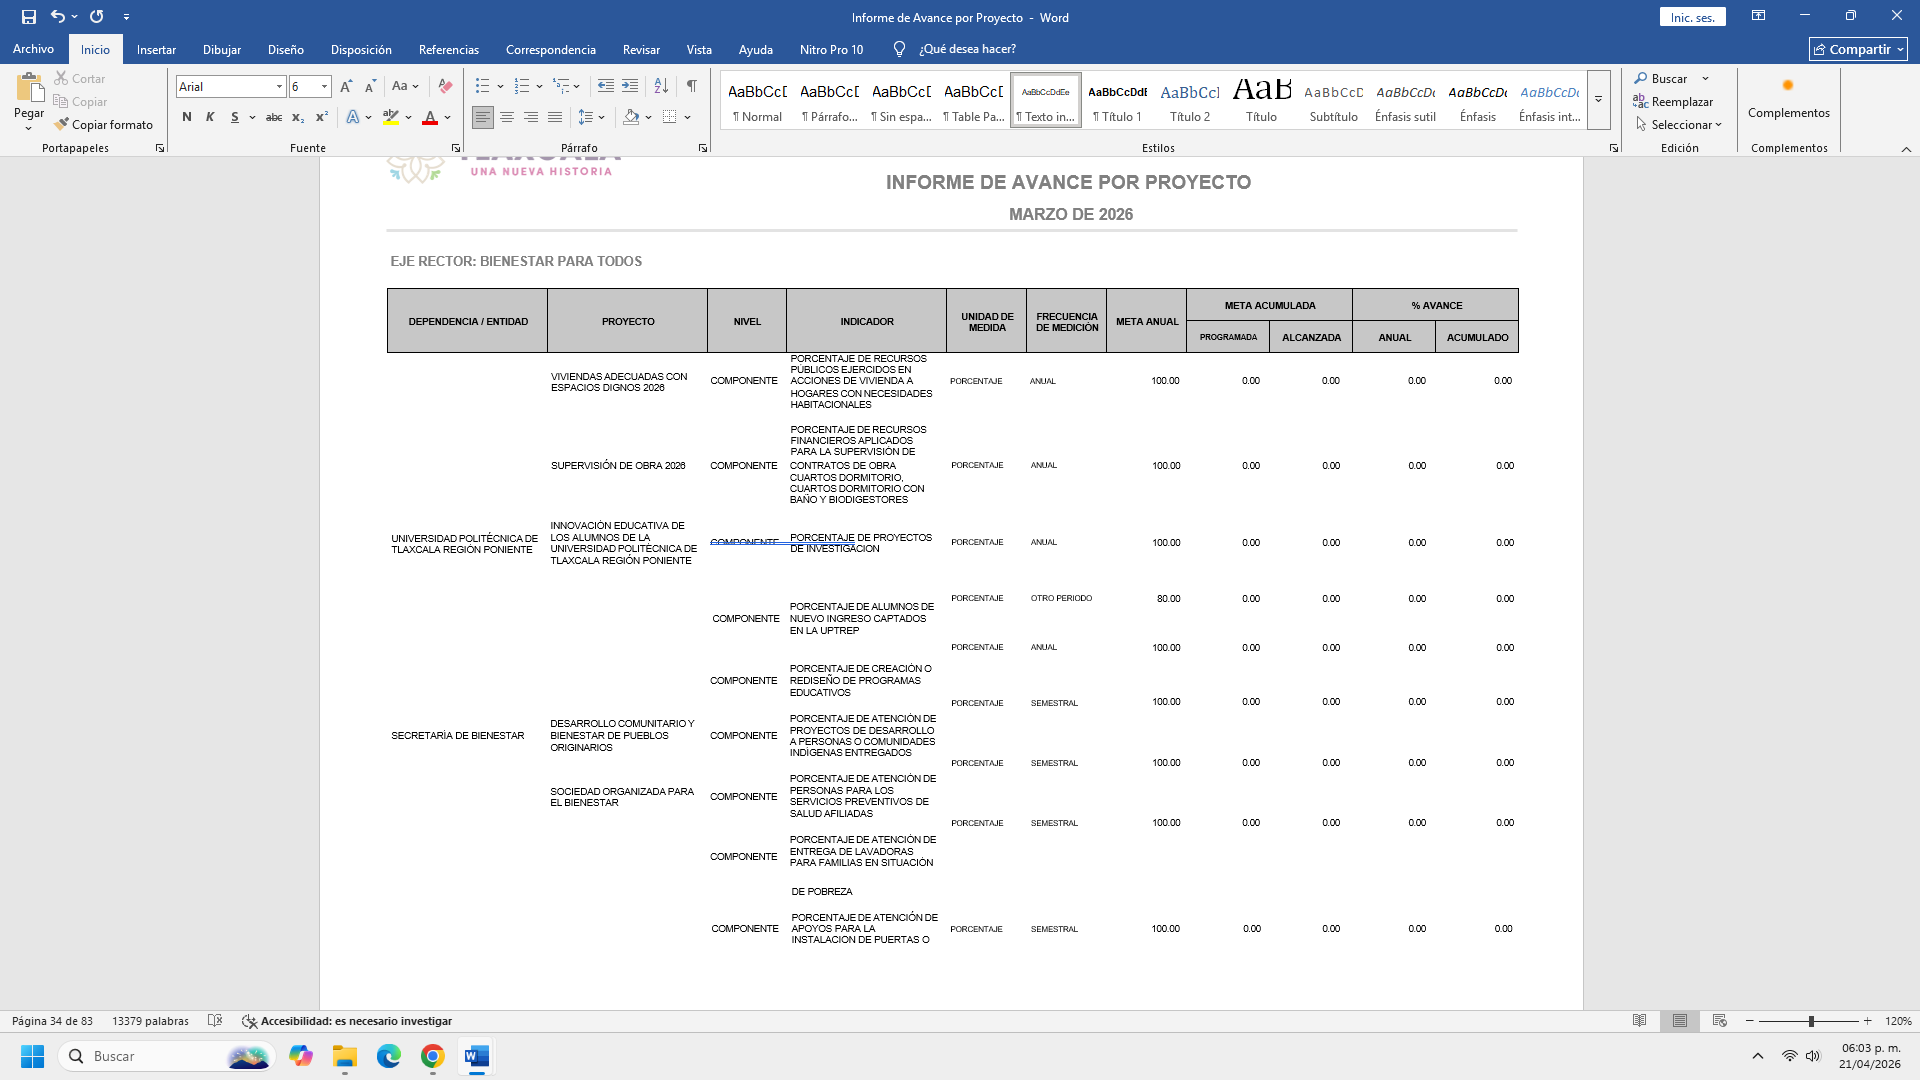 Informe de Avance por Proyecto - Word
Inic. ses.
Archivo Inicio Insertar Dibujar Diseño Disposición Referencias Correspondencia Revisar Vista Ayuda Nitro Pro 10 ¿Qué desea hacer? Compartir
Pegar
Cortar
Copiar
Copiar formato
Portapapeles
Arial 6
N K S abc x₂ x²
Fuente
Párrafo
AaBbCcDdEe
¶ Normal ¶ Párrafo... ¶ Sin espa... ¶ Table Pa... ¶ Texto in... ¶ Título 1 Título 2 Título Subtítulo Énfasis sutil Énfasis Énfasis int...
Estilos
Buscar
Reemplazar
Seleccionar
Edición
Complementos
Complementos
UNA NUEVA HISTORIA
INFORME DE AVANCE POR PROYECTO
MARZO DE 2026
EJE RECTOR: BIENESTAR PARA TODOS
DEPENDENCIA / ENTIDAD PROYECTO NIVEL INDICADOR UNIDAD DE MEDIDA FRECUENCIA DE MEDICIÓN META ANUAL META ACUMULADA % AVANCE
PROGRAMADA ALCANZADA ANUAL ACUMULADO
VIVIENDAS ADECUADAS CON
ESPACIOS DIGNOS 2026
COMPONENTE
PORCENTAJE DE RECURSOS
PÚBLICOS EJERCIDOS EN
ACCIONES DE VIVIENDA A
HOGARES CON NECESIDADES
HABITACIONALES
PORCENTAJE ANUAL 100.00 0.00 0.00 0.00 0.00
SUPERVISIÓN DE OBRA 2026
COMPONENTE
PORCENTAJE DE RECURSOS
FINANCIEROS APLICADOS
PARA LA SUPERVISIÓN DE
CONTRATOS DE OBRA
CUARTOS DORMITORIO,
CUARTOS DORMITORIO CON
BAÑO Y BIODIGESTORES
PORCENTAJE ANUAL 100.00 0.00 0.00 0.00 0.00
UNIVERSIDAD POLITÉCNICA DE
TLAXCALA REGIÓN PONIENTE
INNOVACIÓN EDUCATIVA DE
LOS ALUMNOS DE LA
UNIVERSIDAD POLITÉCNICA DE
TLAXCALA REGIÓN PONIENTE
COMPONENTE
PORCENTAJE DE PROYECTOS
DE INVESTIGACION
PORCENTAJE ANUAL 100.00 0.00 0.00 0.00 0.00
COMPONENTE
PORCENTAJE DE ALUMNOS DE
NUEVO INGRESO CAPTADOS
EN LA UPTREP
PORCENTAJE OTRO PERIODO 80.00 0.00 0.00 0.00 0.00
PORCENTAJE ANUAL 100.00 0.00 0.00 0.00 0.00
COMPONENTE
PORCENTAJE DE CREACIÓN O
REDISEÑO DE PROGRAMAS
EDUCATIVOS
PORCENTAJE SEMESTRAL 100.00 0.00 0.00 0.00 0.00
SECRETARÍA DE BIENESTAR
DESARROLLO COMUNITARIO Y
BIENESTAR DE PUEBLOS
ORIGINARIOS
COMPONENTE
PORCENTAJE DE ATENCIÓN DE
PROYECTOS DE DESARROLLO
A PERSONAS O COMUNIDADES
INDÍGENAS ENTREGADOS
PORCENTAJE SEMESTRAL 100.00 0.00 0.00 0.00 0.00
SOCIEDAD ORGANIZADA PARA
EL BIENESTAR
COMPONENTE
PORCENTAJE DE ATENCIÓN DE
PERSONAS PARA LOS
SERVICIOS PREVENTIVOS DE
SALUD AFILIADAS
PORCENTAJE SEMESTRAL 100.00 0.00 0.00 0.00 0.00
COMPONENTE
PORCENTAJE DE ATENCIÓN DE
ENTREGA DE LAVADORAS
PARA FAMILIAS EN SITUACIÓN
DE POBREZA
COMPONENTE
PORCENTAJE DE ATENCIÓN DE
APOYOS PARA LA
INSTALACION DE PUERTAS O
PORCENTAJE SEMESTRAL 100.00 0.00 0.00 0.00 0.00
Página 34 de 83 13379 palabras Accesibilidad: es necesario investigar 120%
Buscar
06:03 p. m.
21/04/2026